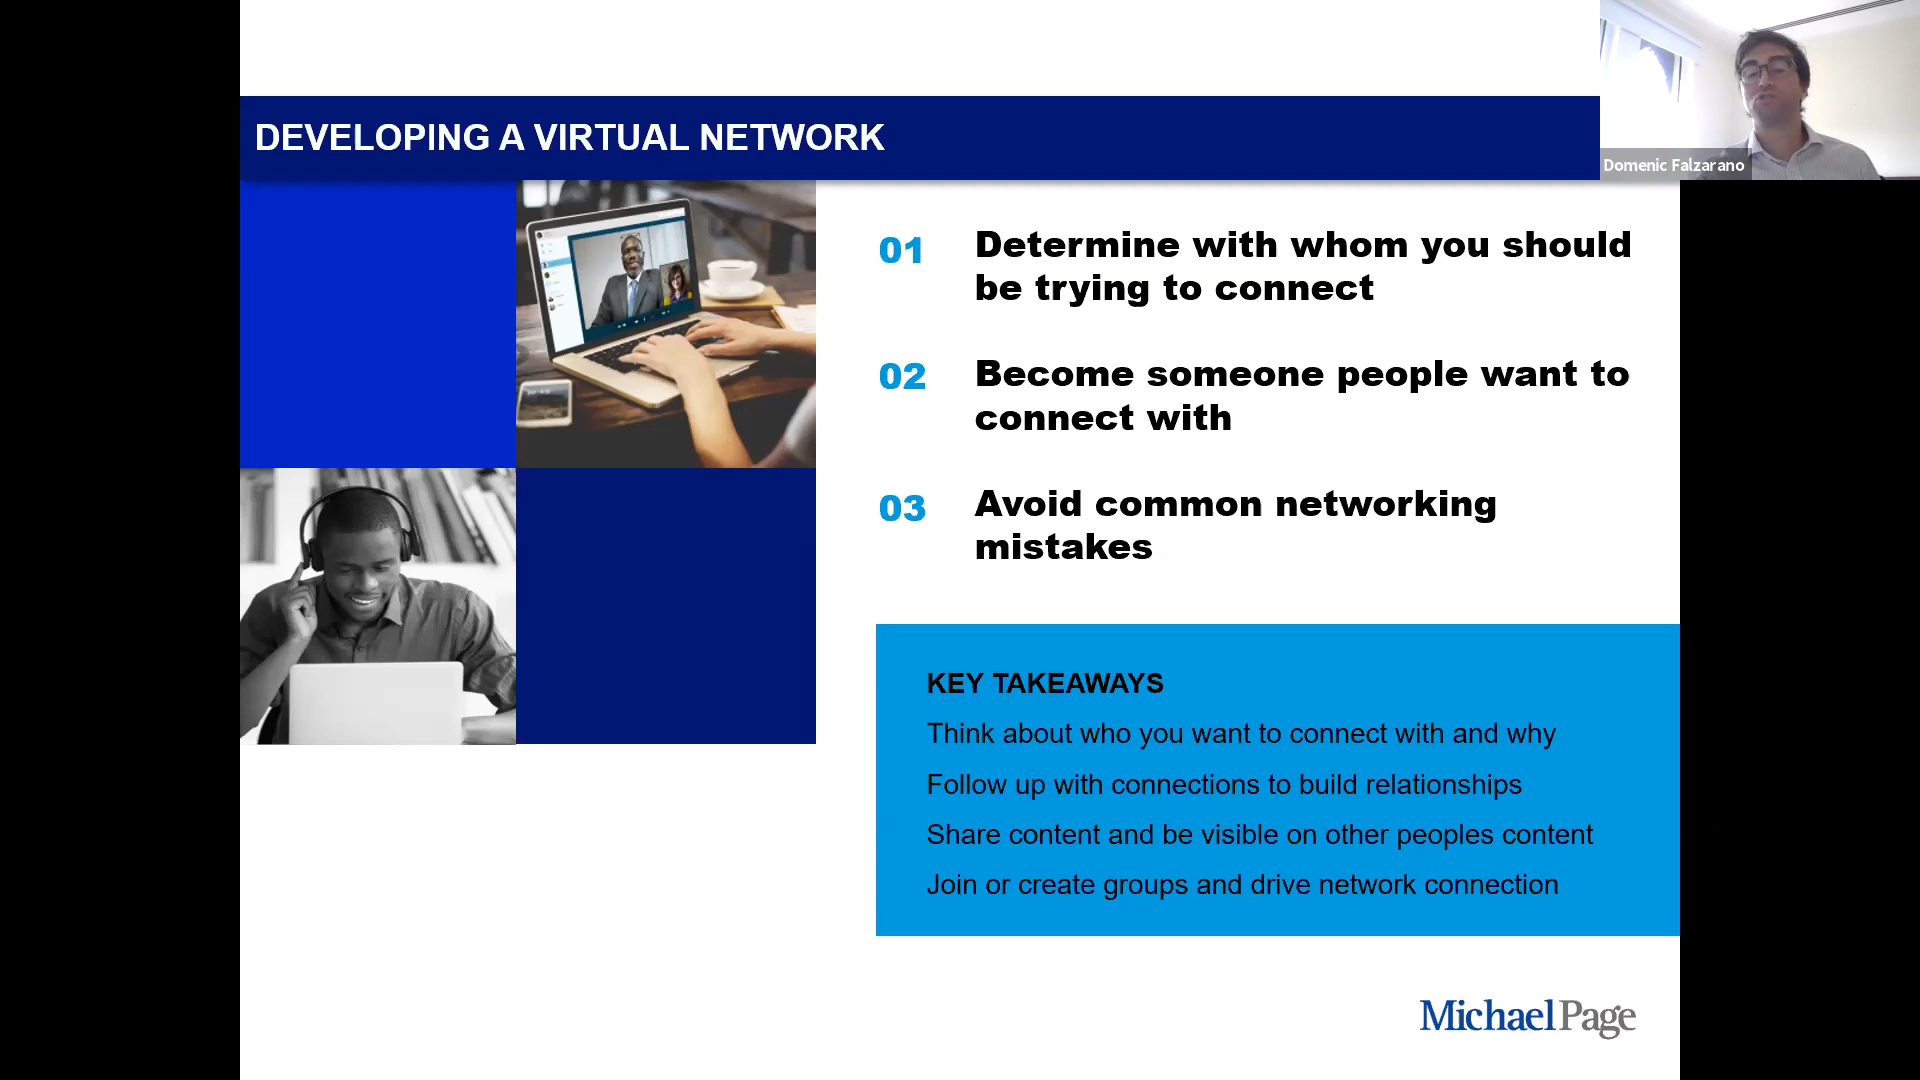 DEVELOPING A VIRTUAL NETWORK
Domenic Falzarano
01
Determine with whom you should
be trying to connect
02
Become someone people want to
connect with
03
Avoid common networking
mistakes
KEY TAKEAWAYS
Think about who you want to connect with and why
Follow up with connections to build relationships
Share content and be visible on other peoples content
Join or create groups and drive network connection
MichaelPage